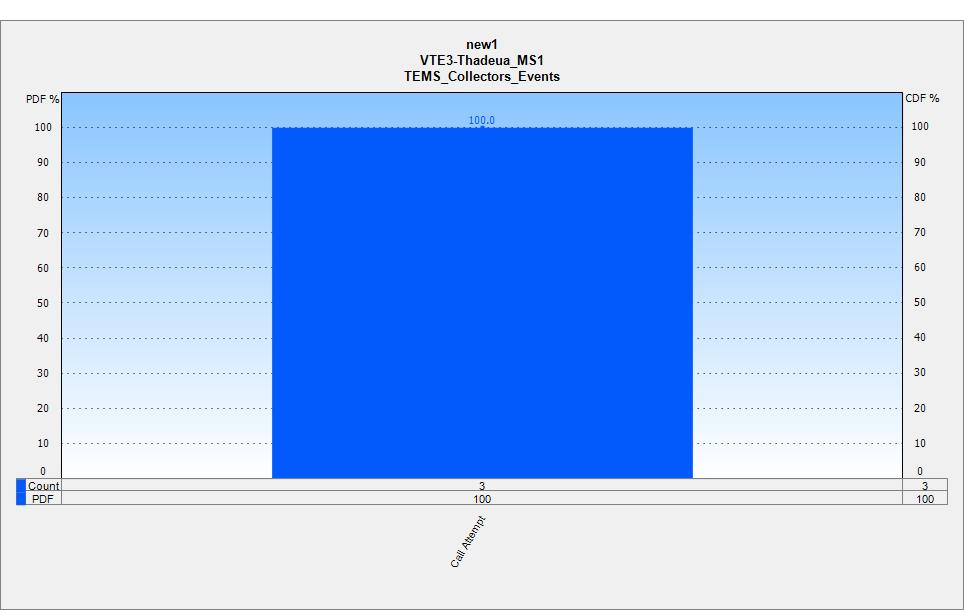 new1
VTE3-Thadeua_MS1
TEMS_Collectors_Events
PDF % CDF %
100.0
100 100
90 90
80 80
70 70
60 60
50 50
40 40
30 30
20 20
10 10
0 0
Count 3 3
PDF 100 100
Call Attempt